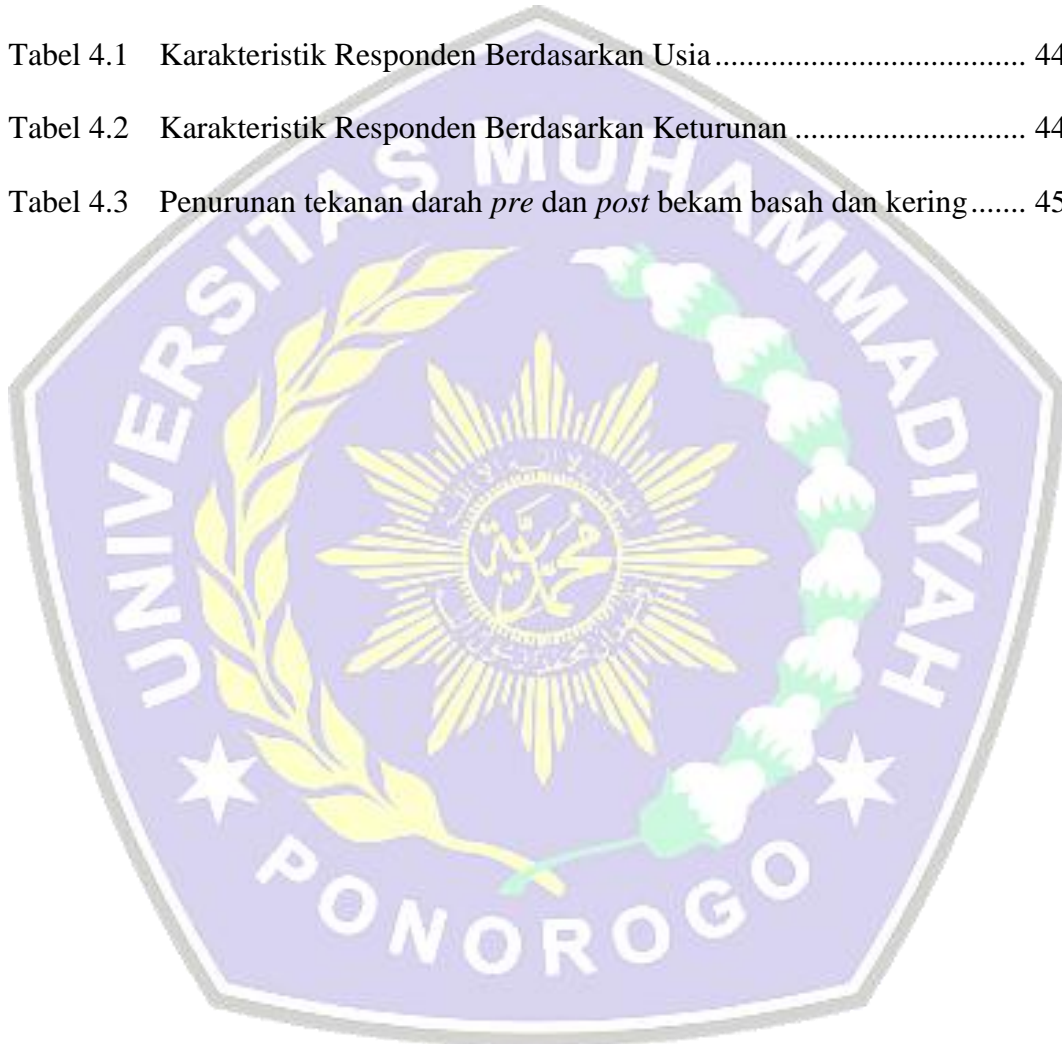 Tabel 4.1 Karakteristik Responden Berdasarkan Usia ..................................... 44
Tabel 4.2 Karakteristik Responden Berdasarkan Keturunan ........................... 44
Tabel 4.3 Penurunan tekanan darah pre dan post bekam basah dan kering ....... 45
UNIVERSITAS MUHAMMADIYAH
PONOROGO
محمدية